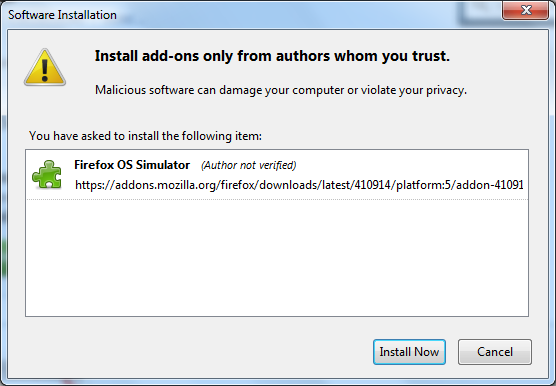 Software Installation
Install add-ons only from authors whom you trust.
Malicious software can damage your computer or violate your privacy.
You have asked to install the following item:
Firefox OS Simulator (Author not verified)
https://addons.mozilla.org/firefox/downloads/latest/410914/platform:5/addon-41091
Install Now Cancel